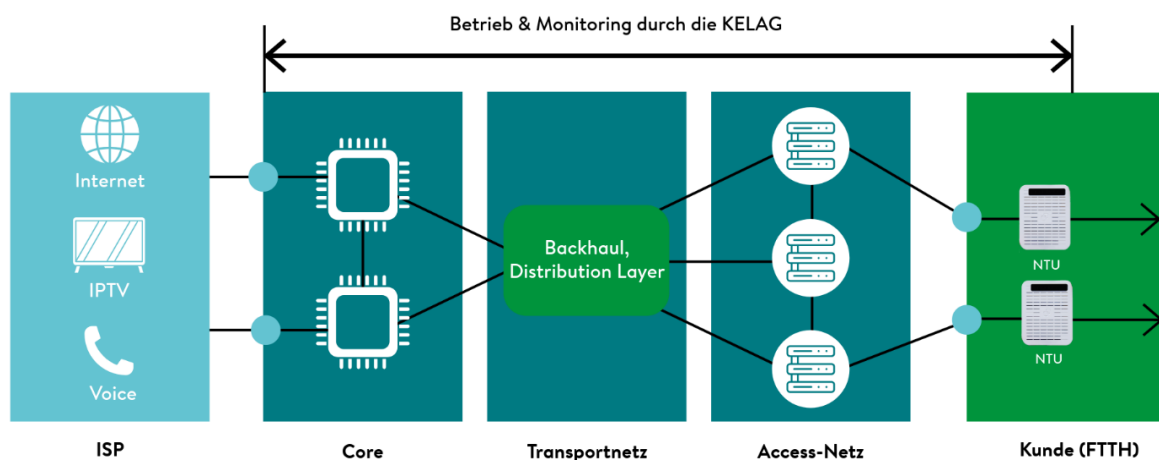 Betrieb & Monitoring durch die KELAG
Internet
IPTV
Voice
Backhaul,
Distribution Layer
NTU
NTU
ISP
Core
Transportnetz
Access-Netz
Kunde (FTTH)